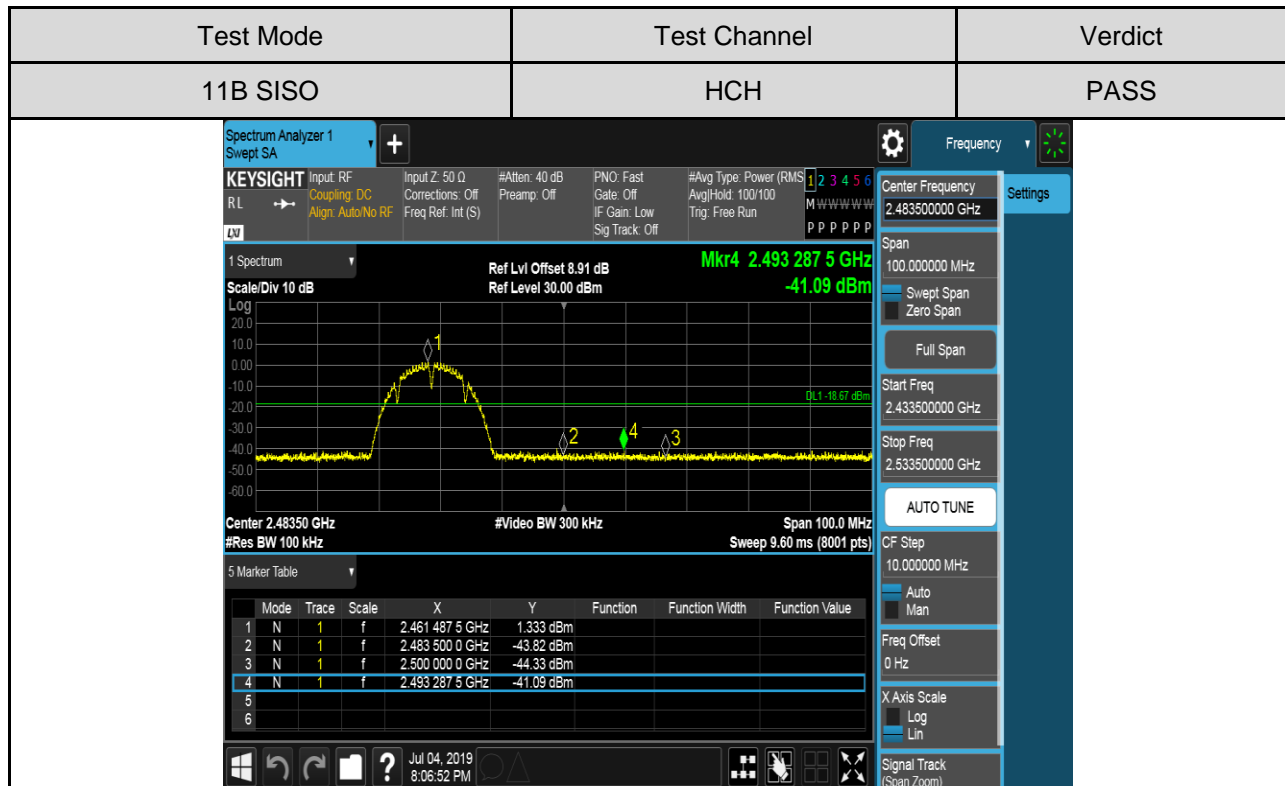 Test Mode Test Channel Verdict
11B SISO HCH PASS
Spectrum Analyzer 1
Swept SA
+
Frequency
KEYSIGHT Input: RF Input Z: 50 Ω #Atten: 40 dB PNO: Fast #Avg Type: Power (RMS 1 2 3 4 5 6
RL Coupling: DC Corrections: Off Preamp: Off Gate: Off Avg|Hold: 100/100 M W W W W W
Align: Auto/No RF Freq Ref: Int (S) IF Gain: Low Trig: Free Run
LXI Sig Track: Off P P P P P P
1 Spectrum
Ref Lvl Offset 8.91 dB Mkr4 2.493 287 5 GHz
Scale/Div 10 dB Ref Level 30.00 dBm -41.09 dBm
Log
20.0
10.0
0.00
-10.0
-20.0
-30.0
-40.0
-50.0
-60.0
1
DL1 -18.67 dBm
2 4 3
Center 2.48350 GHz #Video BW 300 kHz Span 100.0 MHz
#Res BW 100 kHz Sweep 9.60 ms (8001 pts)
5 Marker Table
Mode Trace Scale X Y Function Function Width Function Value
1 N 1 f 2.461 487 5 GHz 1.333 dBm
2 N 1 f 2.483 500 0 GHz -43.82 dBm
3 N 1 f 2.500 000 0 GHz -44.33 dBm
4 N 1 f 2.493 287 5 GHz -41.09 dBm
5
6
? Jul 04, 2019
8:06:52 PM
Center Frequency
2.483500000 GHz
Settings
Span
100.000000 MHz
Swept Span
Zero Span
Full Span
Start Freq
2.433500000 GHz
Stop Freq
2.533500000 GHz
AUTO TUNE
CF Step
10.000000 MHz
Auto
Man
Freq Offset
0 Hz
X Axis Scale
Log
Lin
Signal Track
(Span Zoom)